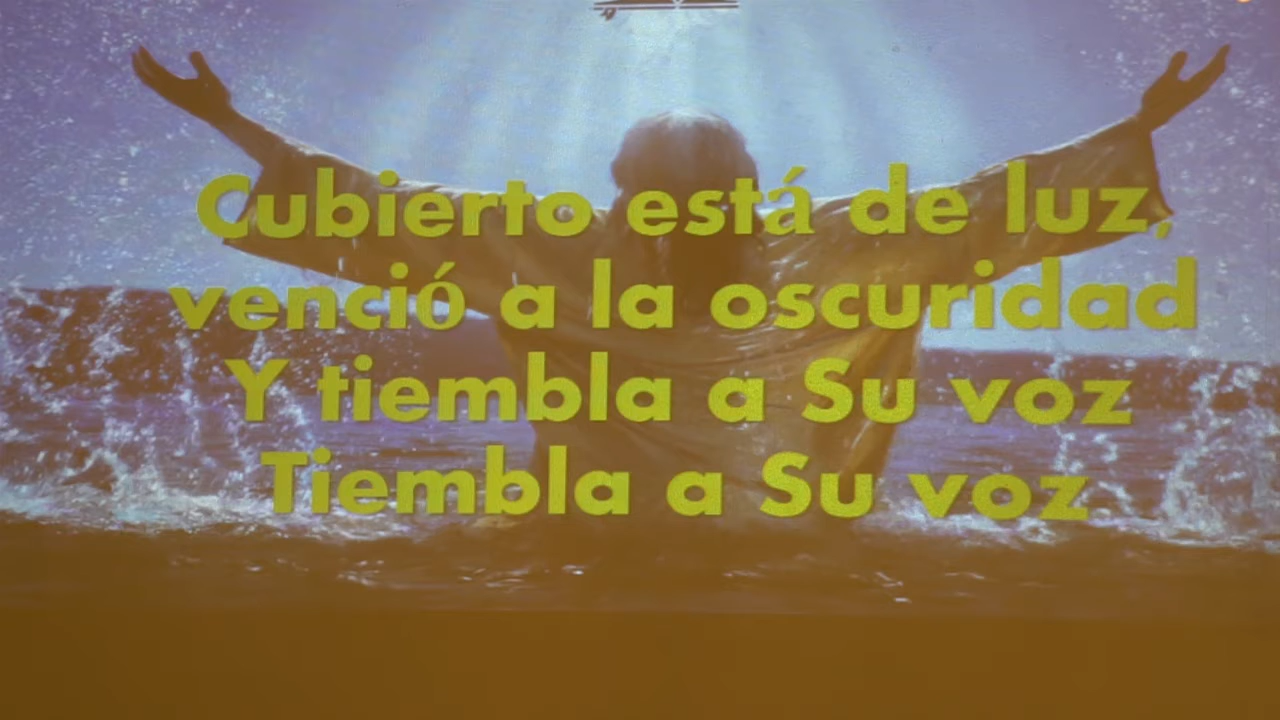 Cubierto está de luz,
venció a la oscuridad
Y tiembla a Su voz
Tiembla a Su voz